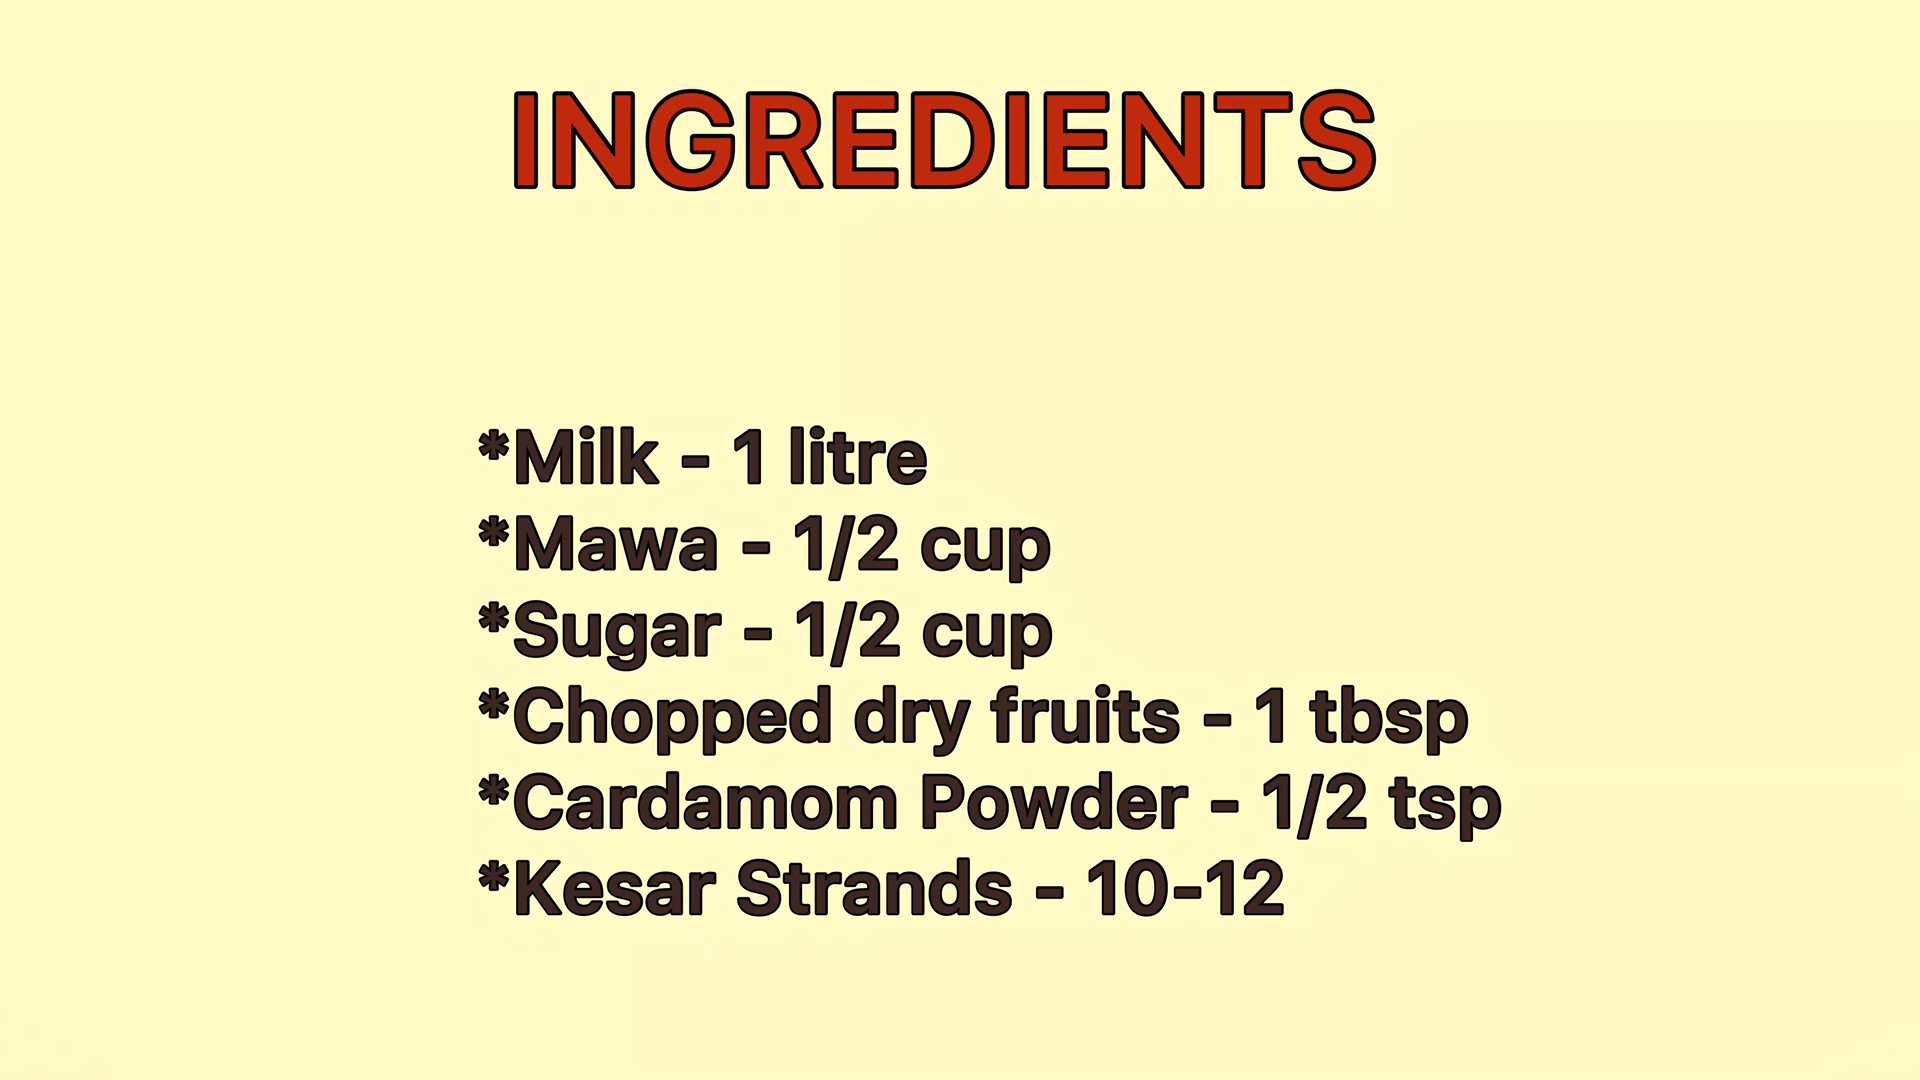 INGREDIENTS
*Milk - 1 litre
*Mawa - 1/2 cup
*Sugar - 1/2 cup
*Chopped dry fruits - 1 tbsp
*Cardamom Powder - 1/2 tsp
*Kesar Strands - 10-12